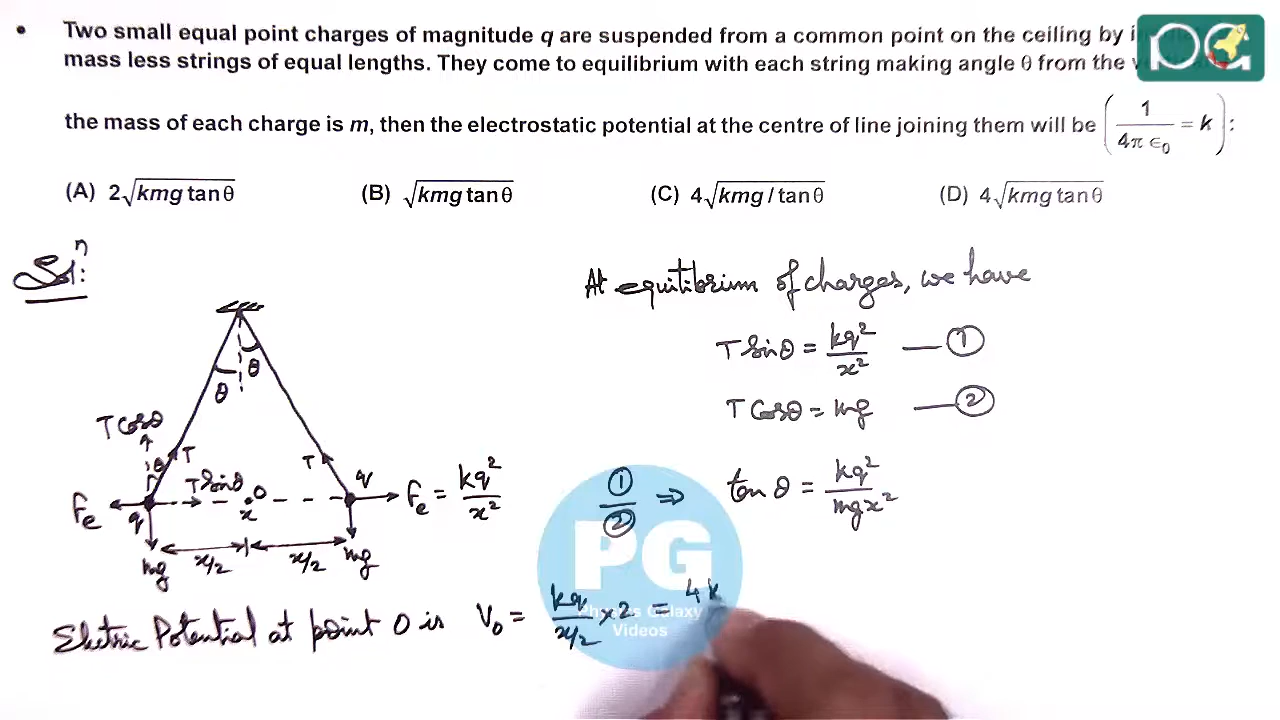 • Two small equal point charges of magnitude q are suspended from a common point on the ceiling by
mass less strings of equal lengths. They come to equilibrium with each string making angle θ from the
the mass of each charge is m, then the electrostatic potential at the centre of line joining them will be (1/4π ∈₀ = k) :
(A) 2√kmg tanθ (B) √kmg tanθ (C) 4√kmg / tanθ (D) 4√kmg tanθ
PG
Solⁿ:
At equilibrium of charges, we have
T sinθ = kq²/x² — ①
T Cosθ = mg — ②
①/② ⇒ tan θ = kq²/mgx²
θ θ
T Cosθ
θ T T sinθ O T q
Fe q x Fe = kq²/x²
mg x/2 x/2 mg
PG
Physics Galaxy
Videos
Electric Potential at point O is V₀ = kq/x/2 × 2 = 4k